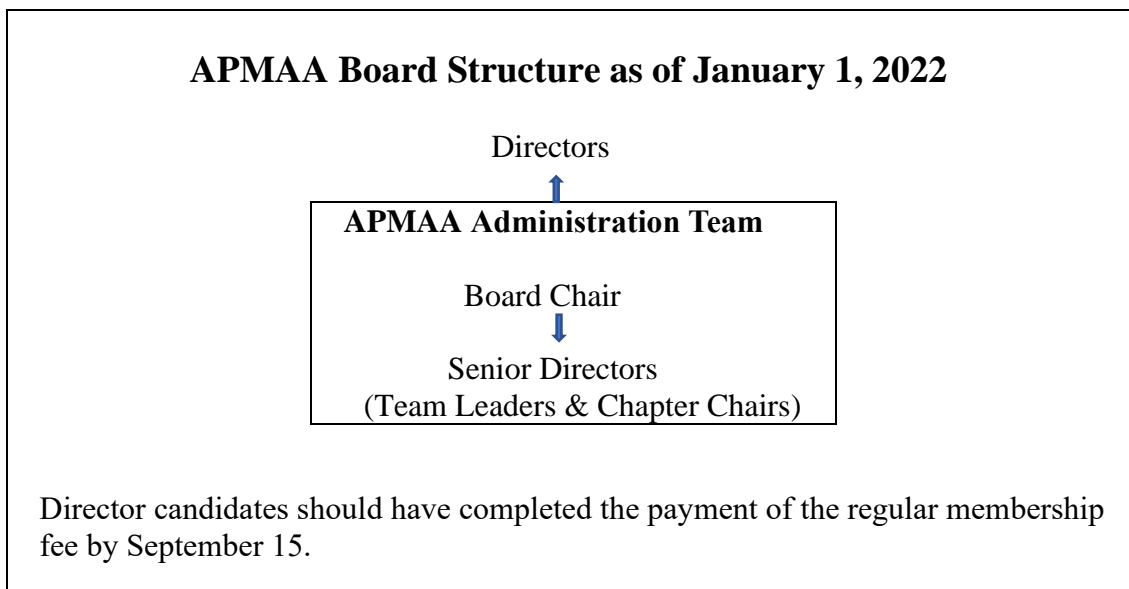 APMAA Board Structure as of January 1, 2022
Directors
APMAA Administration Team
Board Chair
Senior Directors
(Team Leaders & Chapter Chairs)
Director candidates should have completed the payment of the regular membership
fee by September 15.